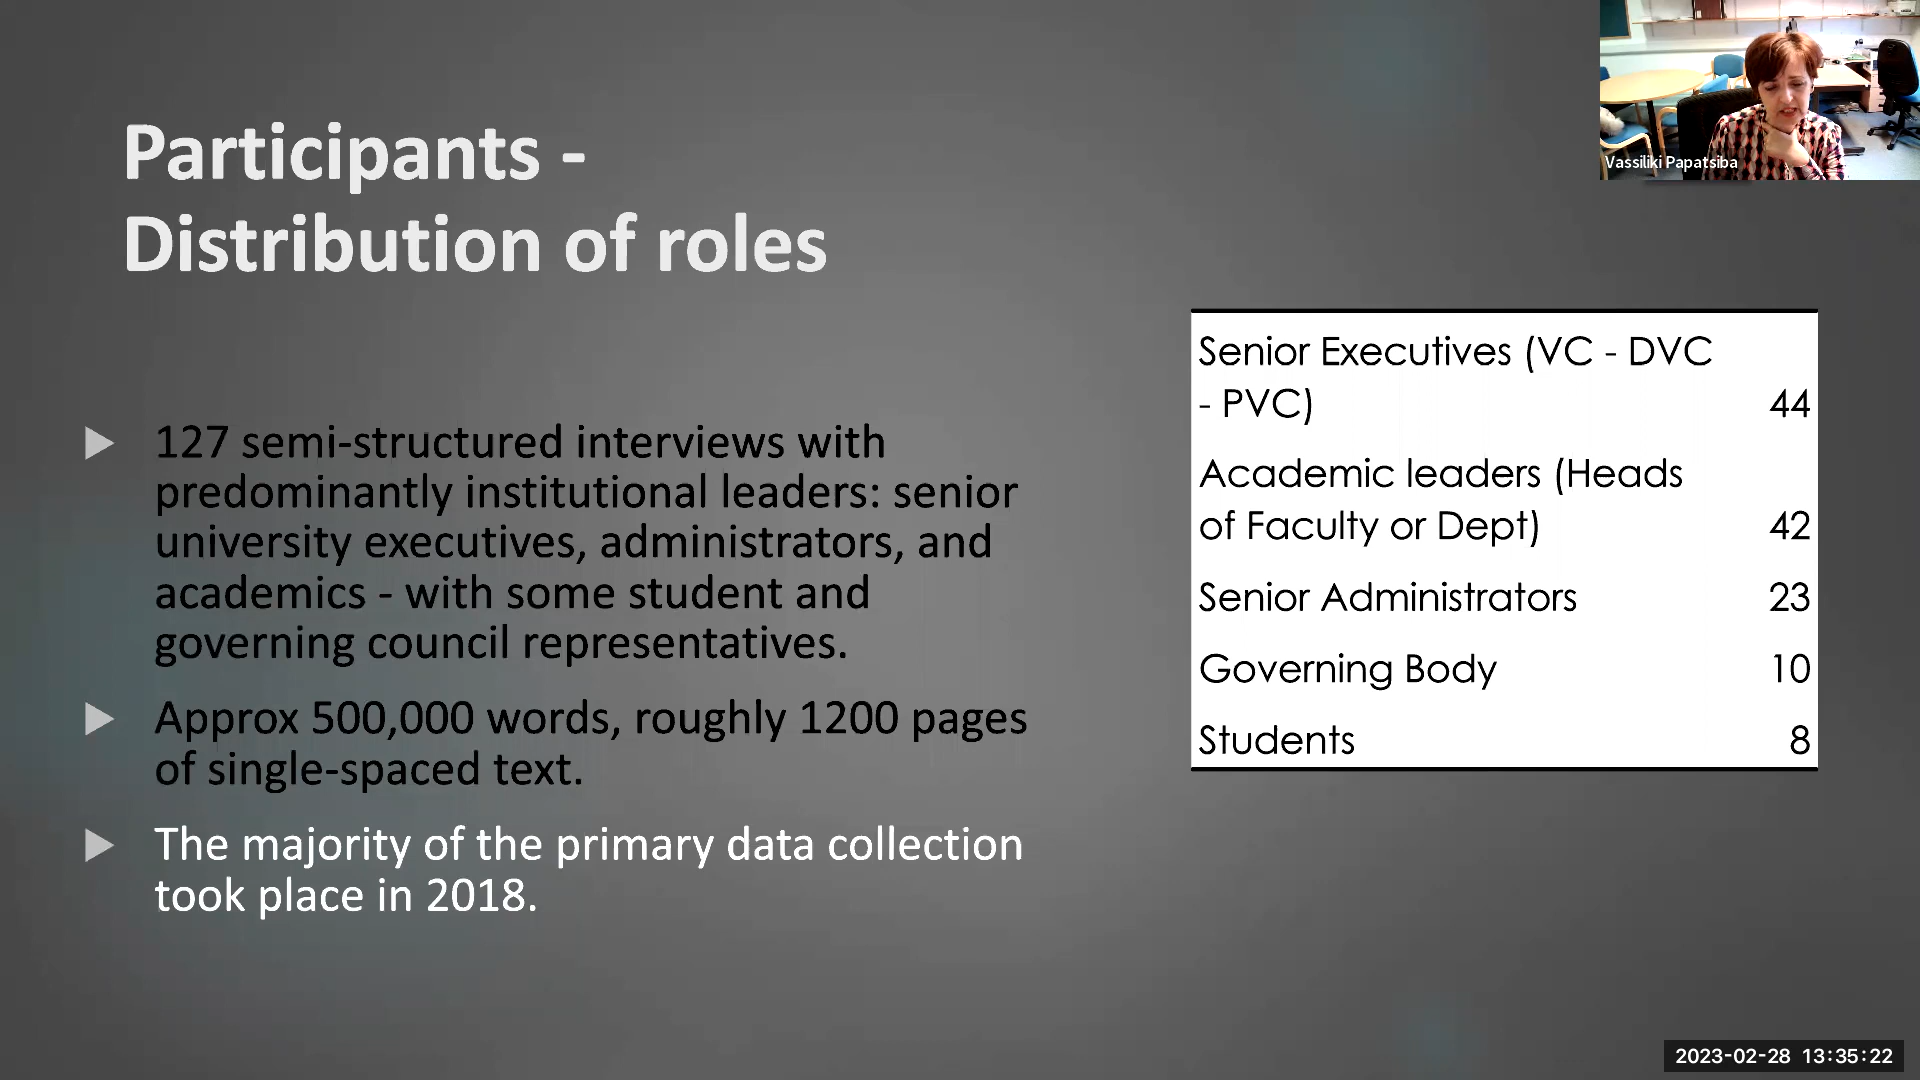 Participants -
Distribution of roles
127 semi-structured interviews with
predominantly institutional leaders: senior
university executives, administrators, and
academics - with some student and
governing council representatives.
Approx 500,000 words, roughly 1200 pages
of single-spaced text.
The majority of the primary data collection
took place in 2018.
Senior Executives (VC - DVC
- PVC) 44
Academic leaders (Heads
of Faculty or Dept) 42
Senior Administrators 23
Governing Body 10
Students 8
Vassiliki Papatsiba
2023-02-28 13:35:22